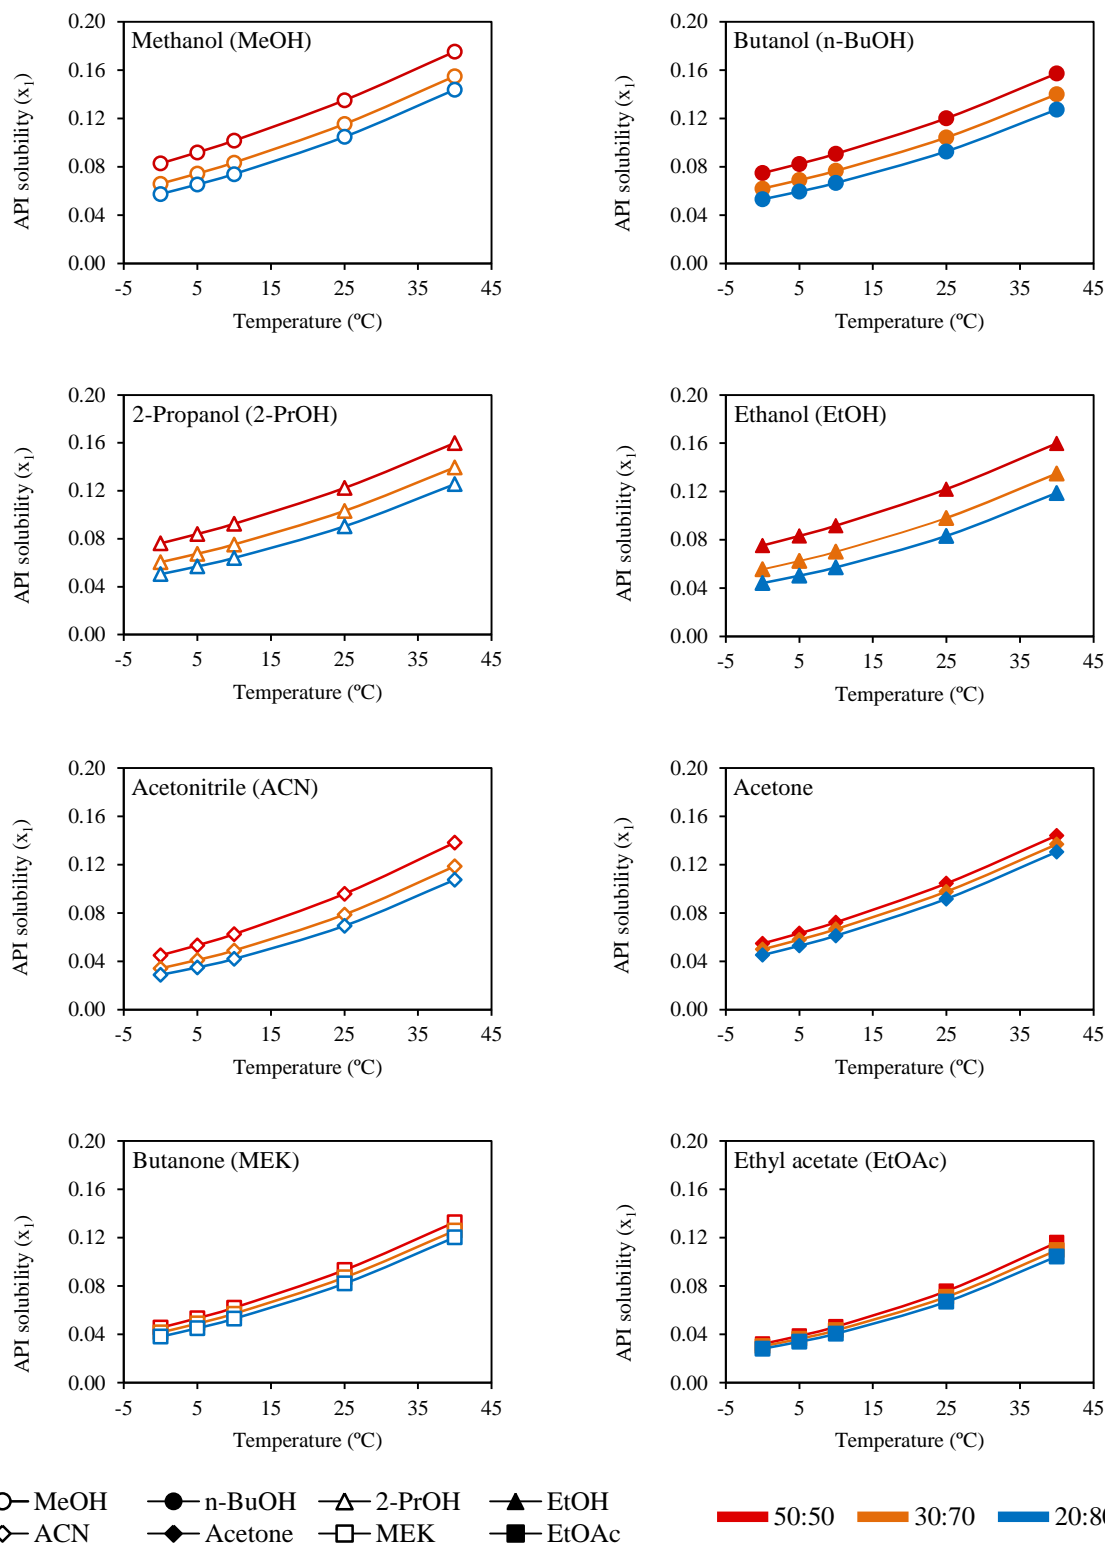 Methanol (MeOH)
API solubility (x1)
0.20
0.16
0.12
0.08
0.04
0.00
-5 5 15 25 35 45
Temperature (ºC)
Butanol (n-BuOH)
API solubility (x1)
0.20
0.16
0.12
0.08
0.04
0.00
-5 5 15 25 35 45
Temperature (ºC)
2-Propanol (2-PrOH)
API solubility (x1)
0.20
0.16
0.12
0.08
0.04
0.00
-5 5 15 25 35 45
Temperature (ºC)
Ethanol (EtOH)
API solubility (x1)
0.20
0.16
0.12
0.08
0.04
0.00
-5 5 15 25 35 45
Temperature (ºC)
Acetonitrile (ACN)
API solubility (x1)
0.20
0.16
0.12
0.08
0.04
0.00
-5 5 15 25 35 45
Temperature (ºC)
Acetone
API solubility (x1)
0.20
0.16
0.12
0.08
0.04
0.00
-5 5 15 25 35 45
Temperature (ºC)
Butanone (MEK)
API solubility (x1)
0.20
0.16
0.12
0.08
0.04
0.00
-5 5 15 25 35 45
Temperature (ºC)
Ethyl acetate (EtOAc)
API solubility (x1)
0.20
0.16
0.12
0.08
0.04
0.00
-5 5 15 25 35 45
Temperature (ºC)
MeOH n-BuOH 2-PrOH EtOH
ACN Acetone MEK EtOAc
50:50 30:70 20:80